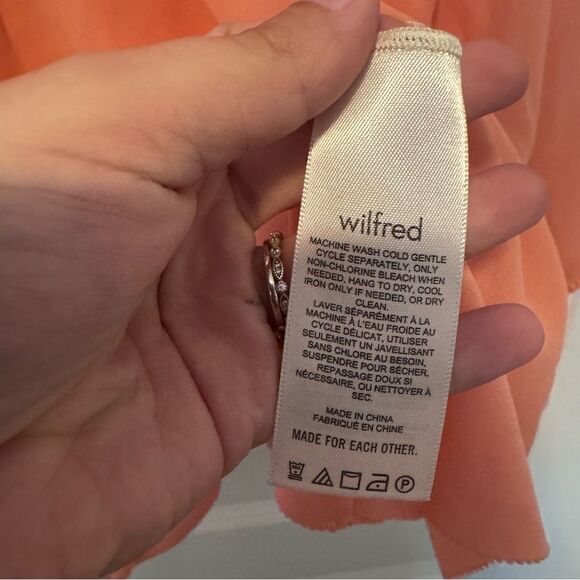 wilfred
MACHINE WASH COLD GENTLE
CYCLE SEPARATELY, ONLY
NON-CHLORINE BLEACH WHEN
NEEDED, HANG TO DRY, COOL
IRON ONLY IF NEEDED, OR DRY
CLEAN.
LAVER SÉPARÉMENT À LA
MACHINE À L'EAU FROIDE AU
CYCLE DÉLICAT, UTILISER
SEULEMENT UN JAVELLISANT
SANS CHLORE AU BESOIN,
SUSPENDRE POUR SÉCHER,
REPASSAGE DOUX SI
NÉCESSAIRE, OU NETTOYER À
SEC.
MADE IN CHINA
FABRIQUÉ EN CHINE
MADE FOR EACH OTHER.
P